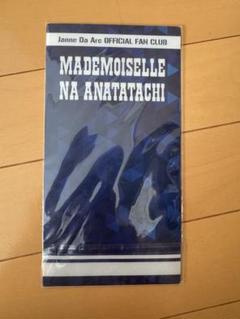 Janne Da Arc OFFICIAL FAN CLUB
MADEMOISELLE
NA ANATATACHI